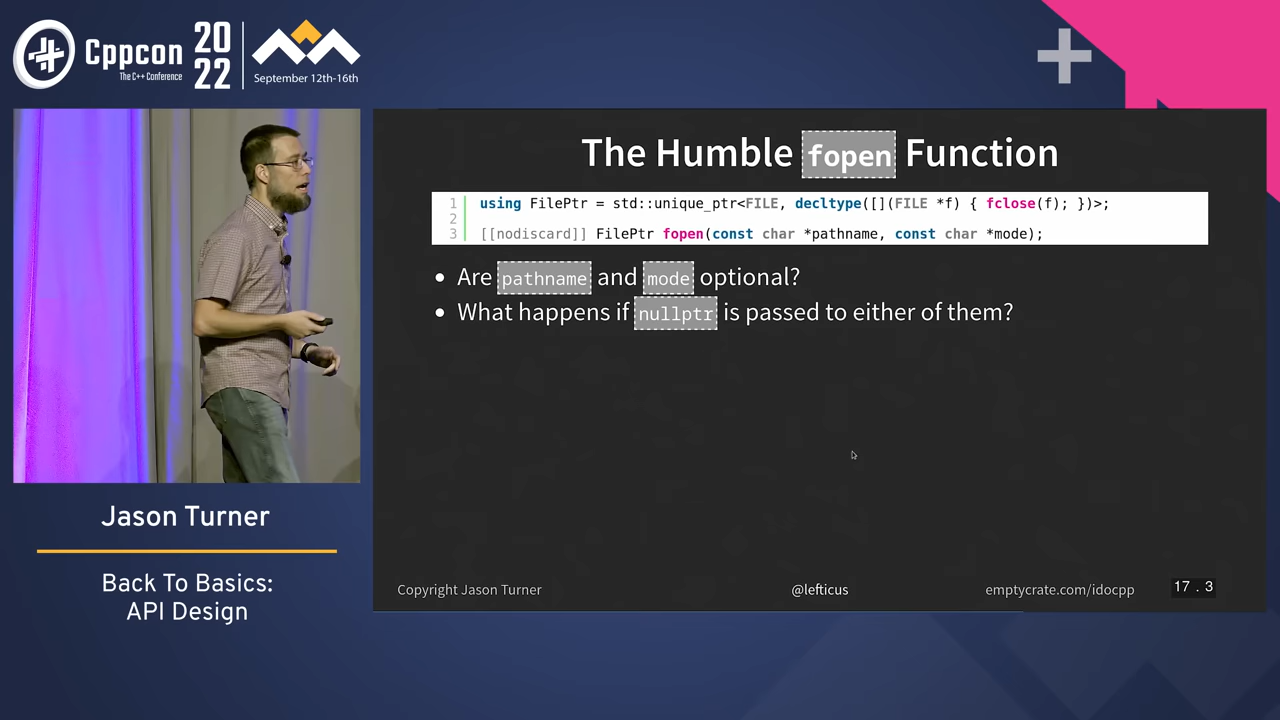 Cppcon
The C++ Conference
20
22
September 12th-16th
The Humble fopen Function
1 using FilePtr = std::unique_ptr<FILE, decltype([](FILE *f) { fclose(f); })>;
2
3 [[nodiscard]] FilePtr fopen(const char *pathname, const char *mode);
• Are pathname and mode optional?
• What happens if nullptr is passed to either of them?
Jason Turner
Back To Basics:
API Design
Copyright Jason Turner
@lefticus
emptycrate.com/idocpp
17 . 3